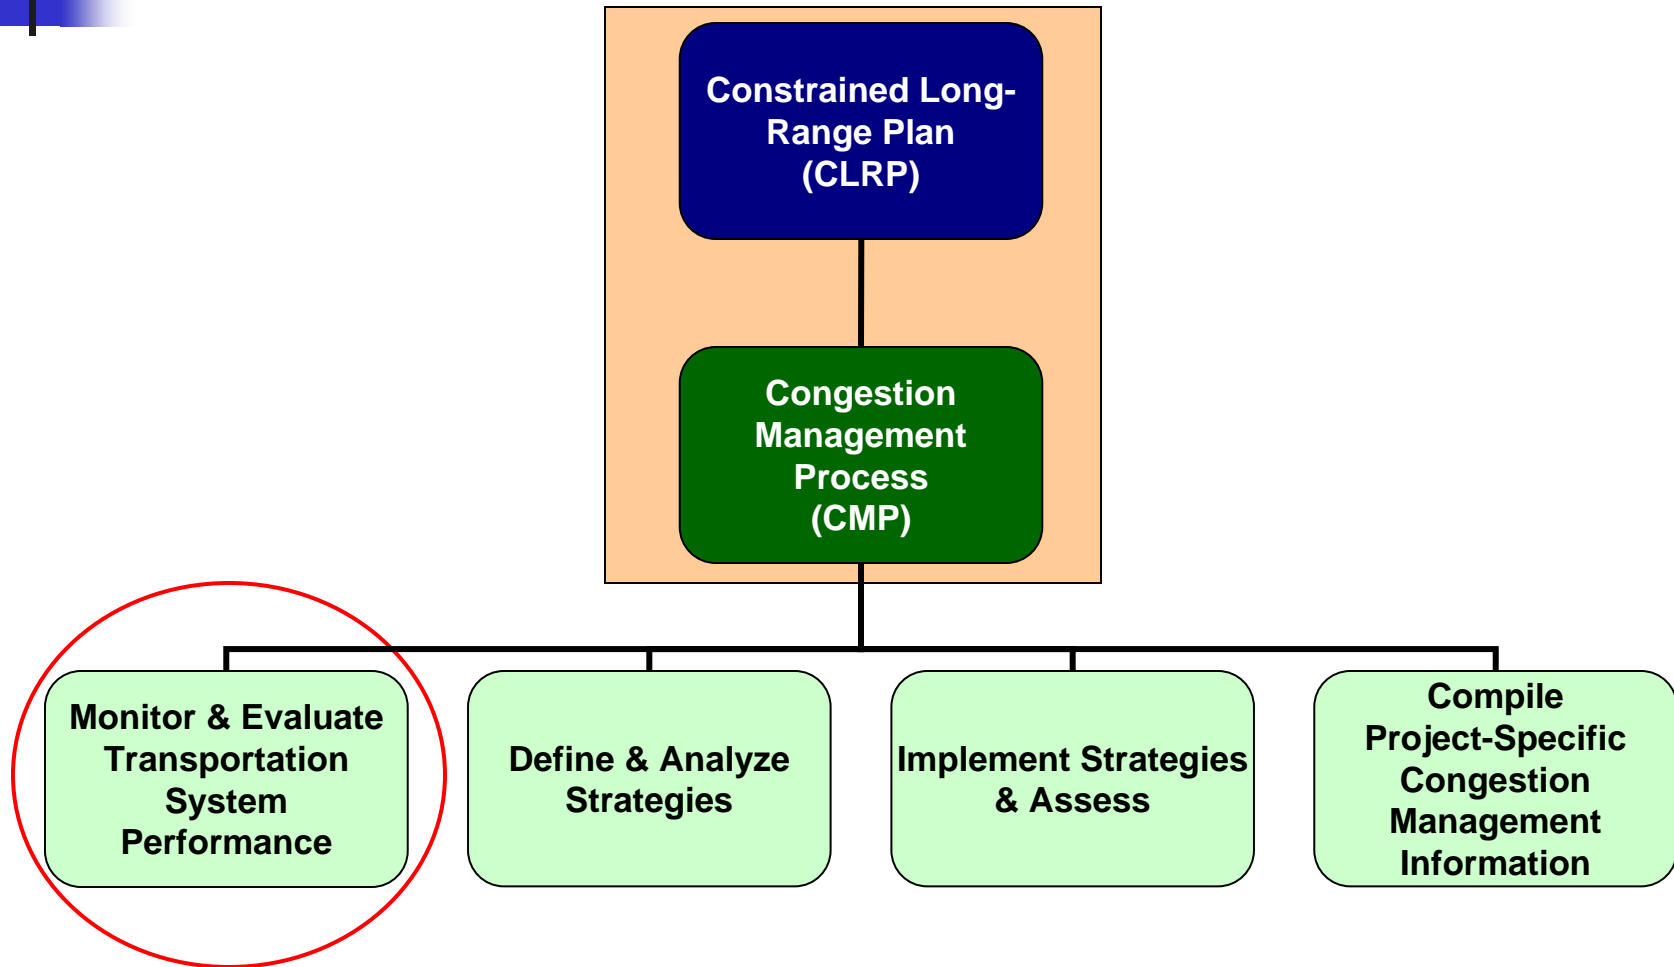 Constrained Long-
Range Plan
(CLRP)
Congestion
Management
Process
(CMP)
Monitor & Evaluate
Transportation
System
Performance
Define & Analyze
Strategies
Implement Strategies
& Assess
Compile
Project-Specific
Congestion
Management
Information